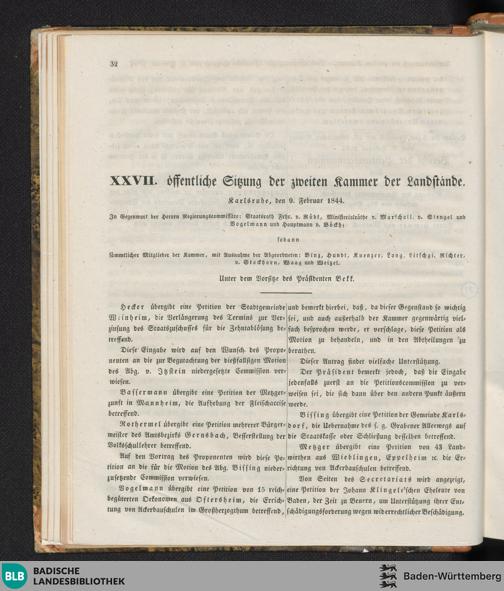 32
XXVII. öffentliche Sitzung der zweiten Kammer der Landstände.
Karlsruhe, den 9. Februar 1844.
In Gegenwart der Herren Regierungscommissäre: Staatsrath Frhr. v. Rüdt, Ministerialräthe v. Marschall, v. Stengel und
Vogelmann und Hauptmann v. Böckh;
sodann
sämmtlicher Mitglieder der Kammer, mit Ausnahme der Abgeordneten: Binz, Hundt, Kuenzer, Lang, Litschgi, Richter,
v. Stockhorn, Waag und Weizel.
Unter dem Vorsitze des Präsidenten Bekk.
Hecker übergibt eine Petition der Stadtgemeinde
Weinheim, die Verlängerung des Termins zur Ver-
zinsung des Staatszuschusses für die Zehntablösung be-
treffend.
Diese Eingabe wird auf den Wunsch des Propo-
nenten an die zur Begutachtung der dießfallsigen Motion
des Abg. v. Itzstein niedergesetzte Commission ver-
wiesen.
Bassermann übergibt eine Petition der Metzger-
zunft in Mannheim, die Aufhebung der Fleischaccise
betreffend.
Rothermel übergibt eine Petition mehrerer Bürger-
meister des Amtsbezirks Gernsbach, Besserstellung der
Volksschullehrer betreffend.
Auf den Vortrag des Proponenten wird diese Pe-
tition an die für die Motion des Abg. Bissing nieder-
zusetzende Commission verwiesen.
Vogelmann übergibt eine Petition von 15 reich-
begüterten Oekonomen aus Oftersheim, die Errich-
tung von Ackerbauschulen im Großherzogthum betreffend,
und bemerkt hierbei, daß, da dieser Gegenstand so wichtig
sei, und auch außerhalb der Kammer gegenwärtig viel-
fach besprochen werde, er vorschlage, diese Petition als
Motion zu behandeln, und in den Abtheilungen zu
berathen.
Dieser Antrag findet vielfache Unterstützung.
Der Präsident bemerkt jedoch, daß die Eingabe
jedenfalls zuerst an die Petitionscommission zu ver-
weisen sei, die sich dann über den andern Punkt äußern
werde.
Bissing übergibt eine Petition der Gemeinde Karls-
dorf, die Uebernahme des s. g. Grabener Allerwegs auf
die Staatskasse oder Schließung desselben betreffend.
Metzger übergibt eine Petition von 43 Land-
wirthen aus Wieblingen, Eppelheim ꝛc. die Er-
richtung von Ackerbauschulen betreffend.
Von Seiten des Secretariats wird angezeigt,
eine Petition der Johann Klingele'schen Eheleute von
Baden, der Zeit zu Beuern, um Unterstützung ihrer Ent-
schädigungsforderung wegen widerrechtlicher Beschädigung.
BLB BADISCHE
LANDESBIBLIOTHEK
Baden-Württemberg